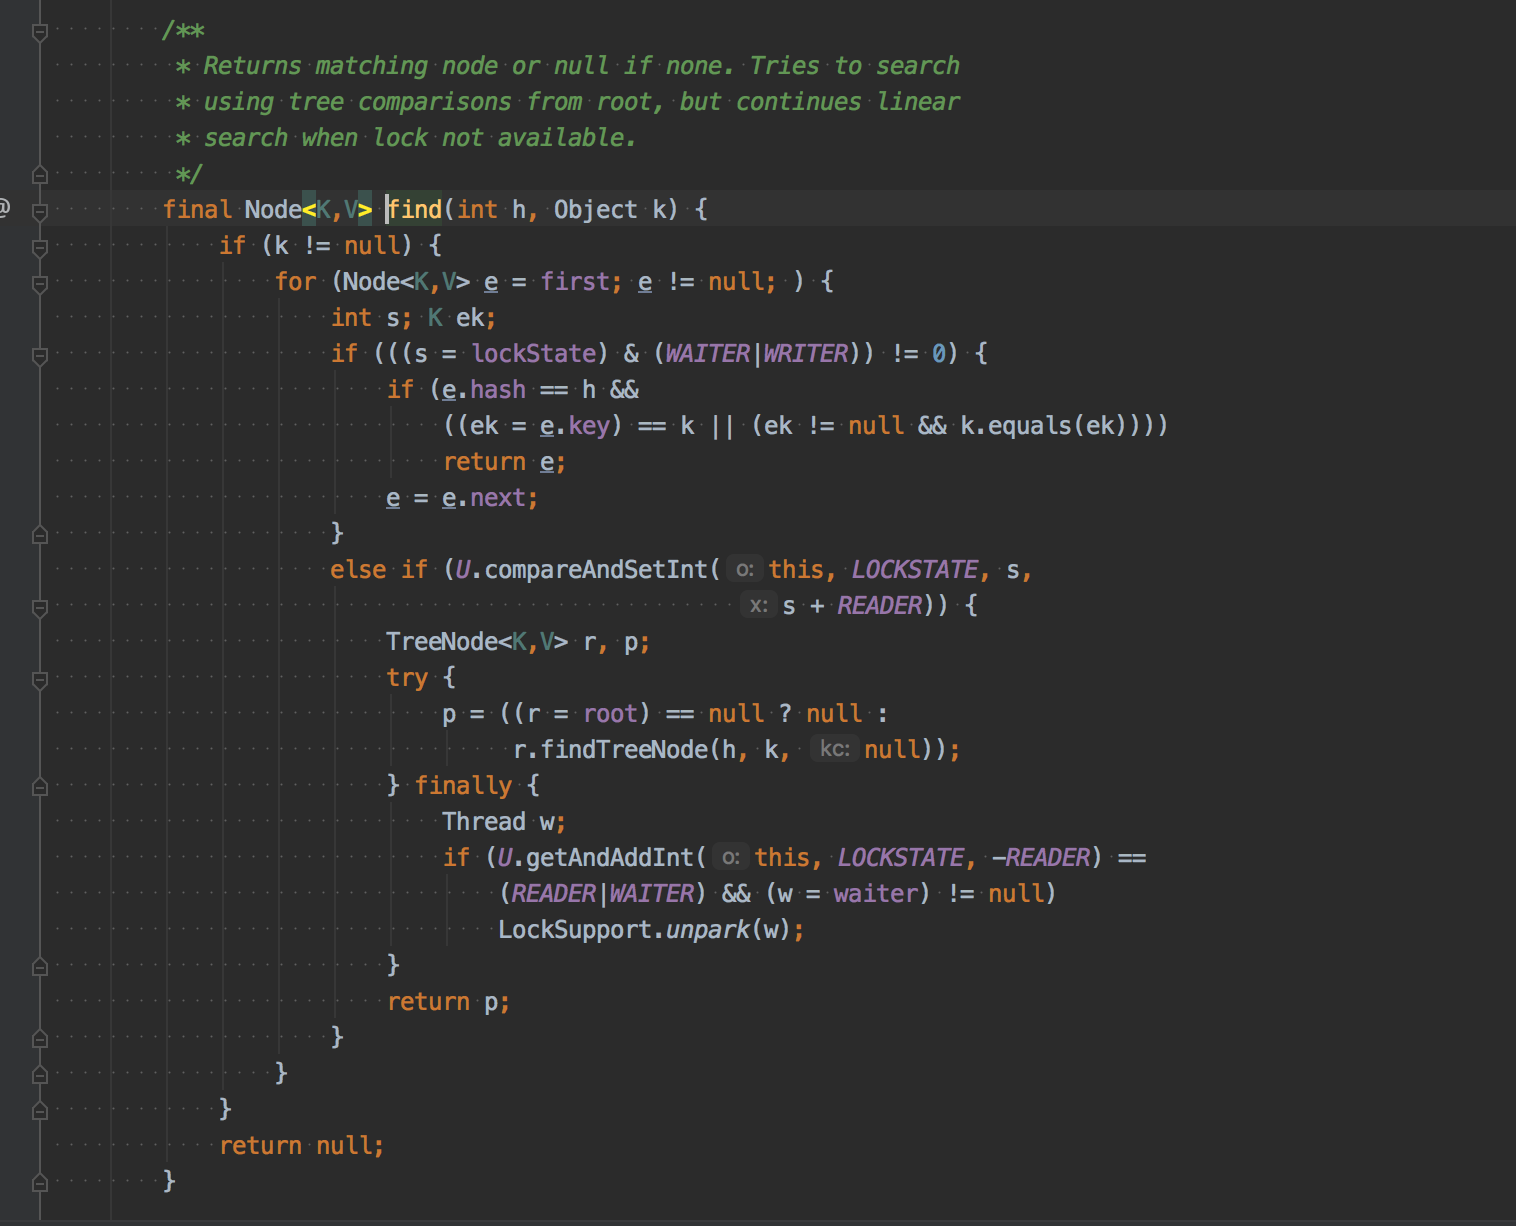 /**
* Returns matching node or null if none. Tries to search
* using tree comparisons from root, but continues linear
* search when lock not available.
*/
@ final Node<K,V> find(int h, Object k) {
if (k != null) {
for (Node<K,V> e = first; e != null; ) {
int s; K ek;
if (((s = lockState) & (WAITER|WRITER)) != 0) {
if (e.hash == h &&
((ek = e.key) == k || (ek != null && k.equals(ek))))
return e;
e = e.next;
}
else if (U.compareAndSetInt( o: this, LOCKSTATE, s,
x: s + READER)) {
TreeNode<K,V> r, p;
try {
p = ((r = root) == null ? null :
r.findTreeNode(h, k, kc: null));
} finally {
Thread w;
if (U.getAndAddInt( o: this, LOCKSTATE, -READER) ==
(READER|WAITER) && (w = waiter) != null)
LockSupport.unpark(w);
}
return p;
}
}
}
return null;
}